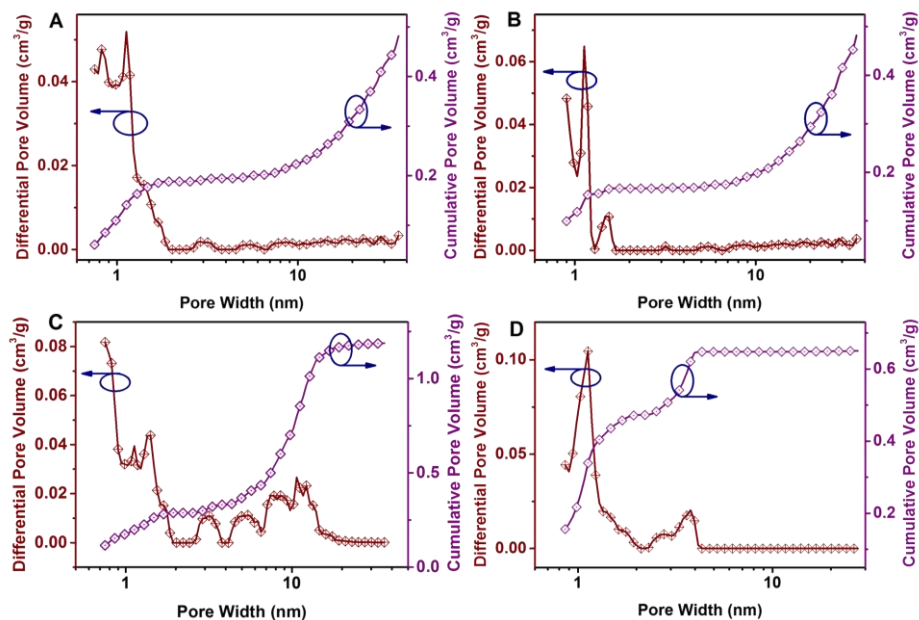 A
Differential Pore Volume (cm³/g)
0.04
0.02
0.00
0.4
0.2
Cumulative Pore Volume (cm³/g)
1
10
Pore Width (nm)
B
Differential Pore Volume (cm³/g)
0.06
0.04
0.02
0.00
0.4
0.2
Cumulative Pore Volume (cm³/g)
1
10
Pore Width (nm)
C
Differential Pore Volume (cm³/g)
0.08
0.06
0.04
0.02
0.00
1.0
0.5
0.0
Cumulative Pore Volume (cm³/g)
1
10
Pore Width (nm)
D
Differential Pore Volume (cm³/g)
0.10
0.05
0.00
0.6
0.4
0.2
Cumulative Pore Volume (cm³/g)
1
10
Pore Width (nm)